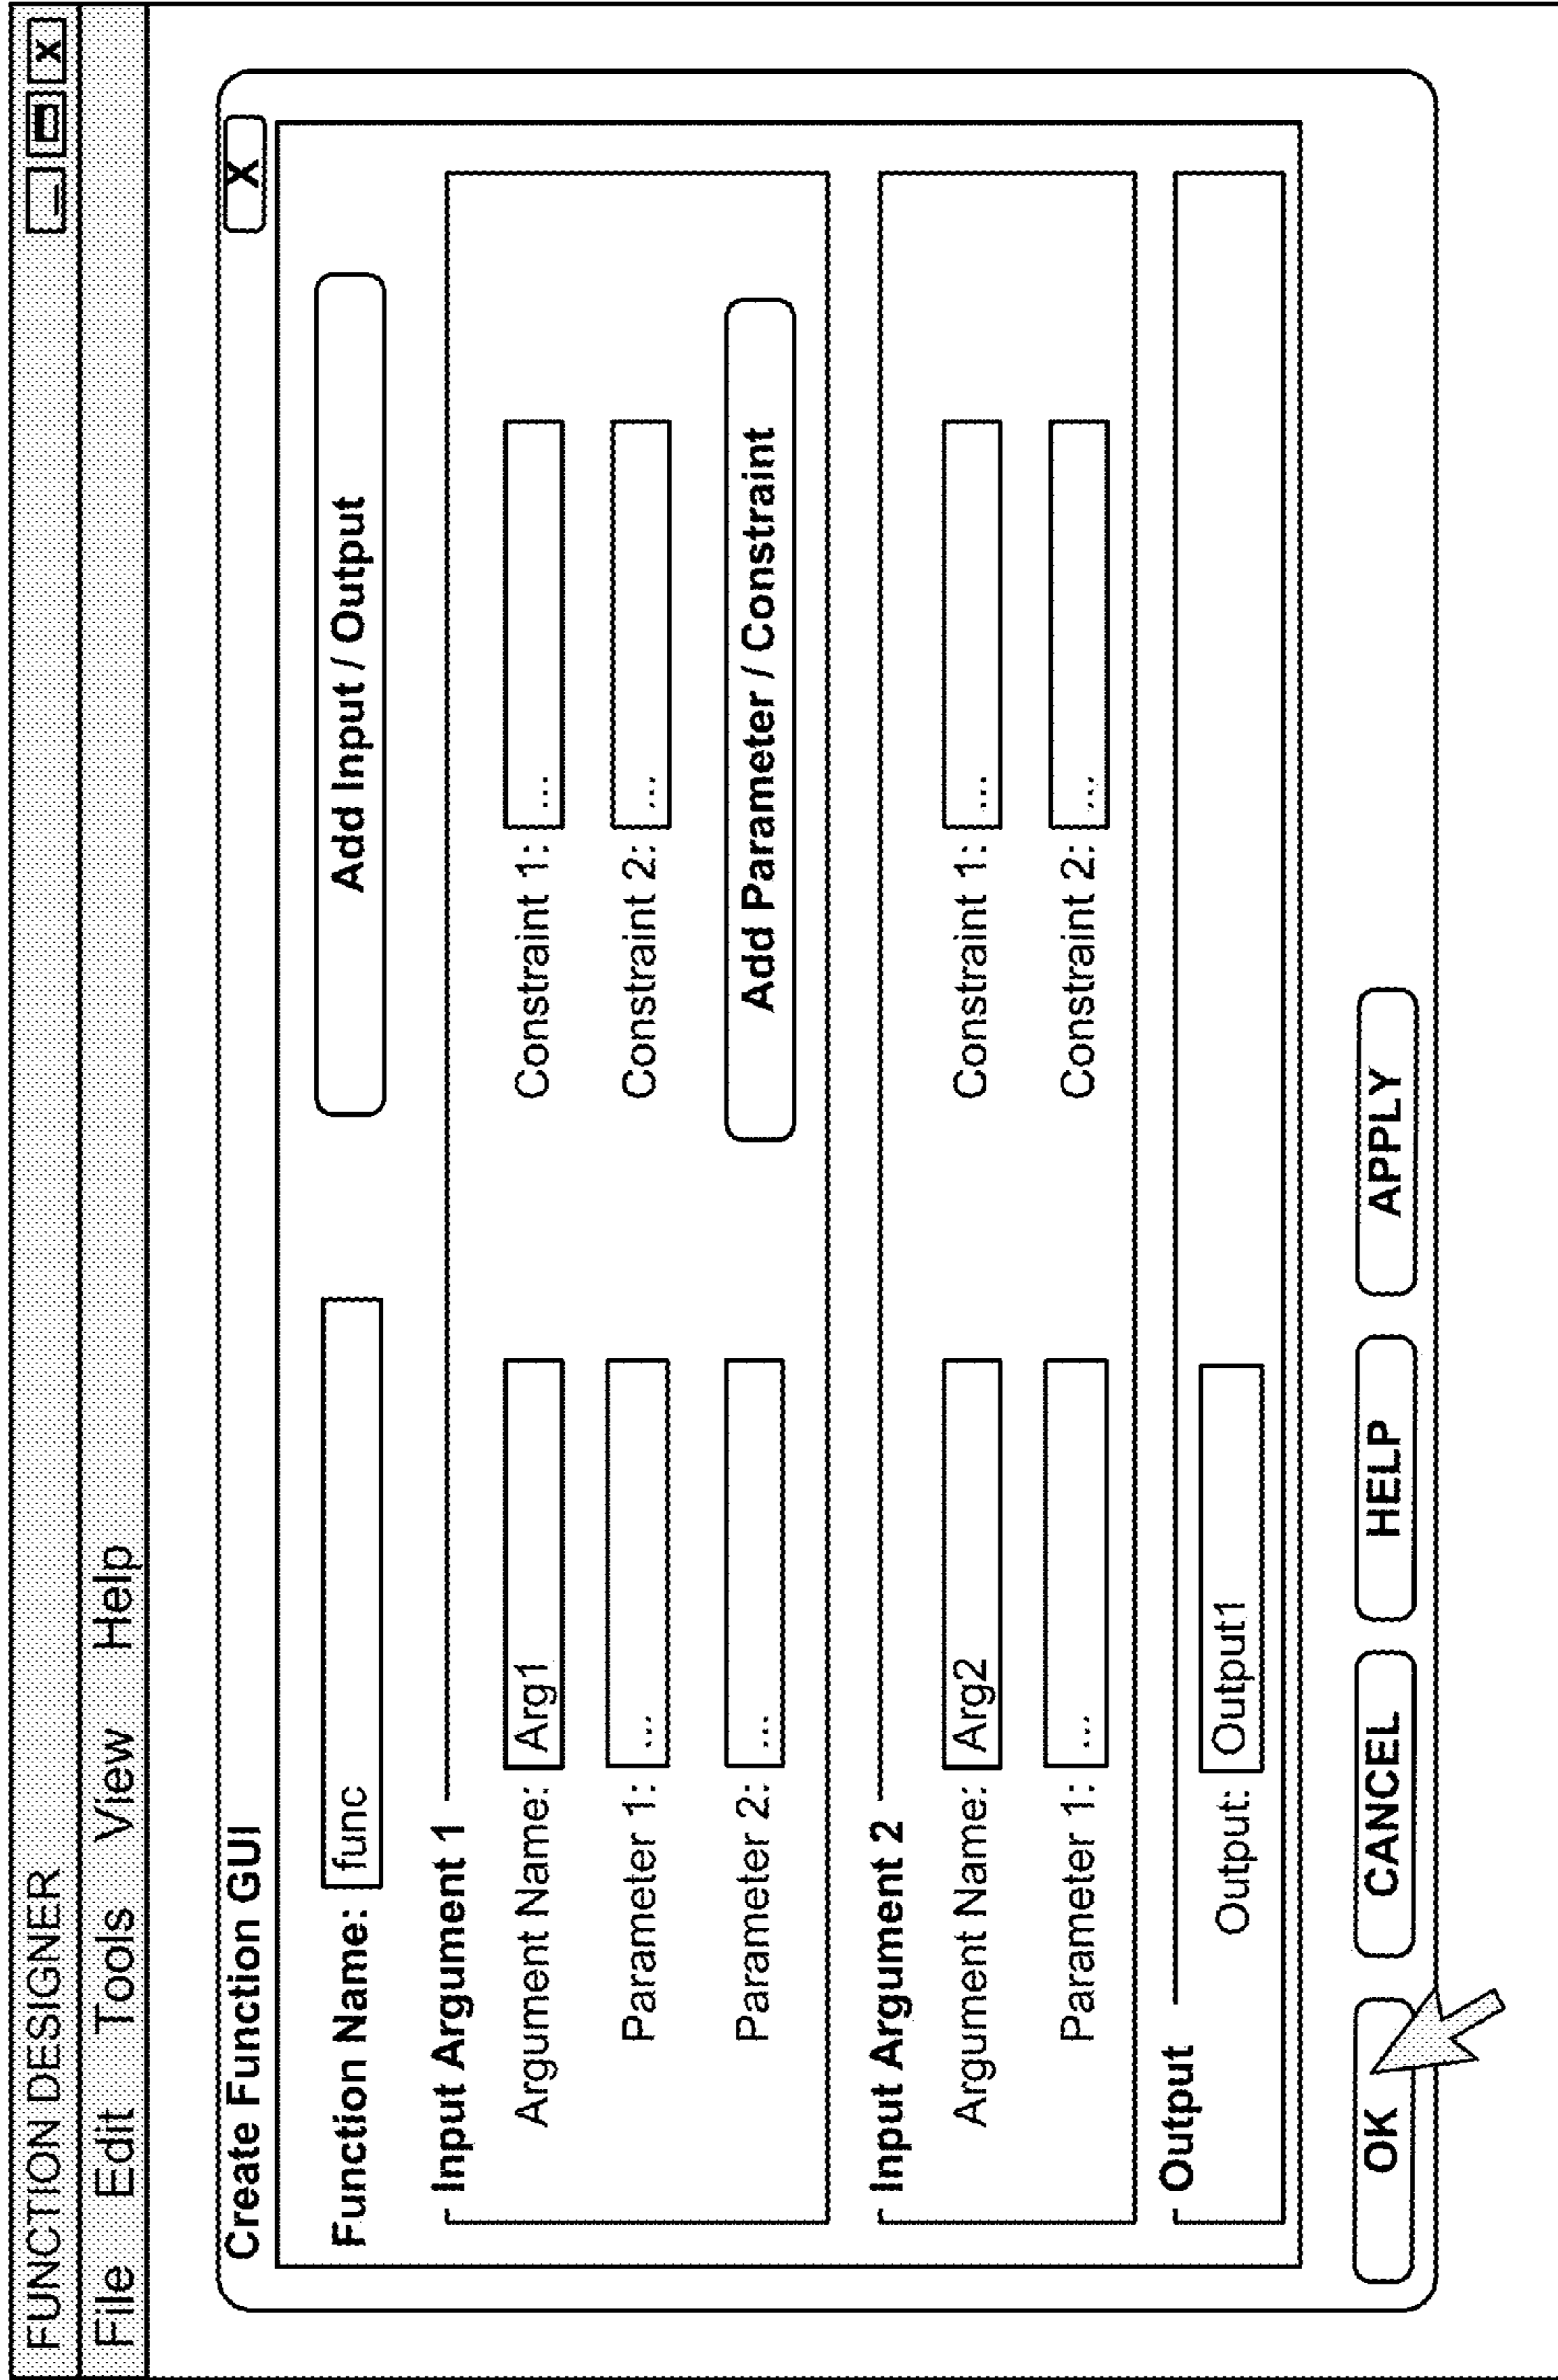 FUNCTION DESIGNER
_ X
File Edit Tools View Help
Create Function GUI X
Function Name: func Add Input / Output
Input Argument 1
Argument Name: Arg1 Constraint 1: ...
Parameter 1: ... Constraint 2: ...
Parameter 2: ... Add Parameter / Constraint
Input Argument 2
Argument Name: Arg2 Constraint 1: ...
Parameter 1: ... Constraint 2: ...
Output
Output: Output1
OK CANCEL HELP APPLY